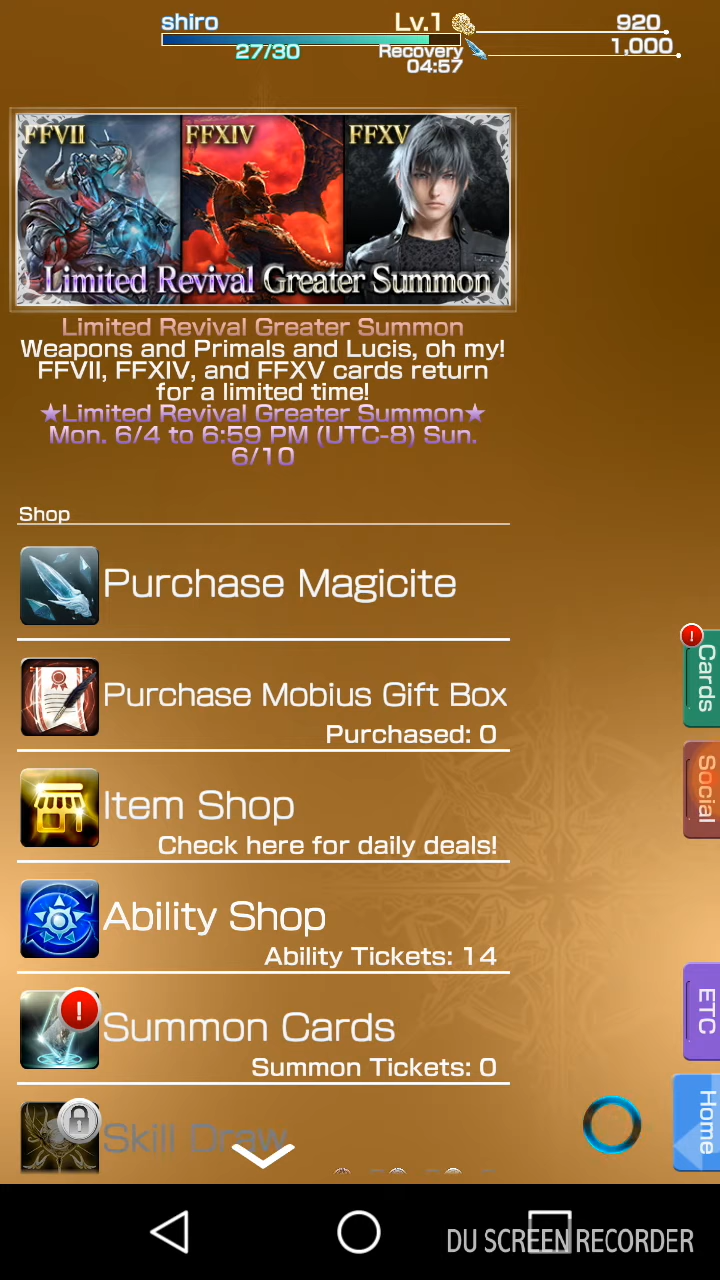 shiro
Lv.1
920
27/30
Recovery
04:57
1,000
FFVII
FFXIV
FFXV
Limited Revival Greater Summon
Limited Revival Greater Summon
Weapons and Primals and Lucis, oh my!
FFVII, FFXIV, and FFXV cards return
for a limited time!
★Limited Revival Greater Summon★
Mon. 6/4 to 6:59 PM (UTC-8) Sun.
6/10
Shop
Purchase Magicite
Purchase Mobius Gift Box
Purchased: 0
Item Shop
Check here for daily deals!
Ability Shop
Ability Tickets: 14
!
Summon Cards
Summon Tickets: 0
Skill Draw
!
Cards
Social
ETC
Home
DU SCREEN RECORDER